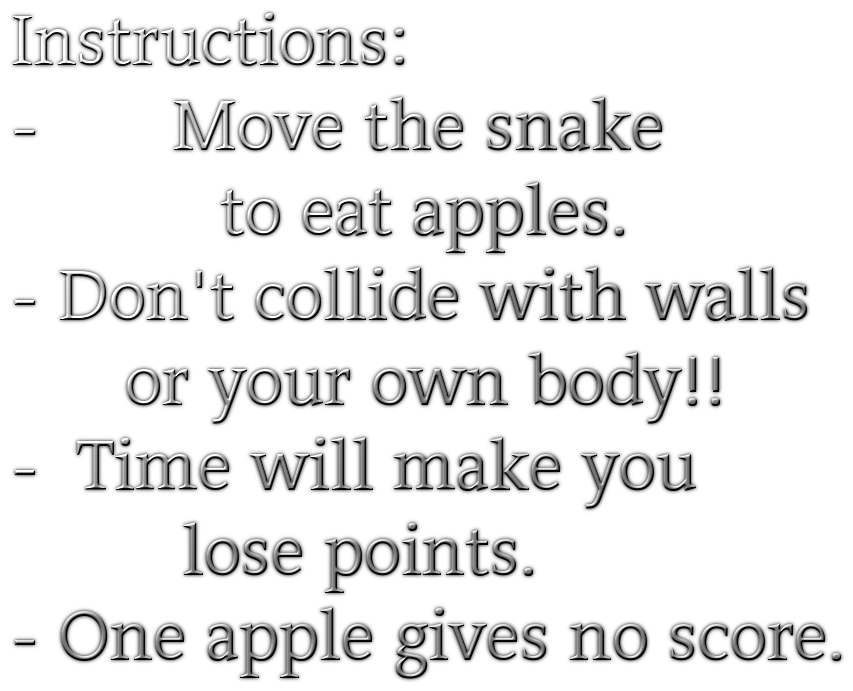 Instructions:
- Move the snake
to eat apples.
- Don't collide with walls
or your own body!!
- Time will make you
lose points.
- One apple gives no score.